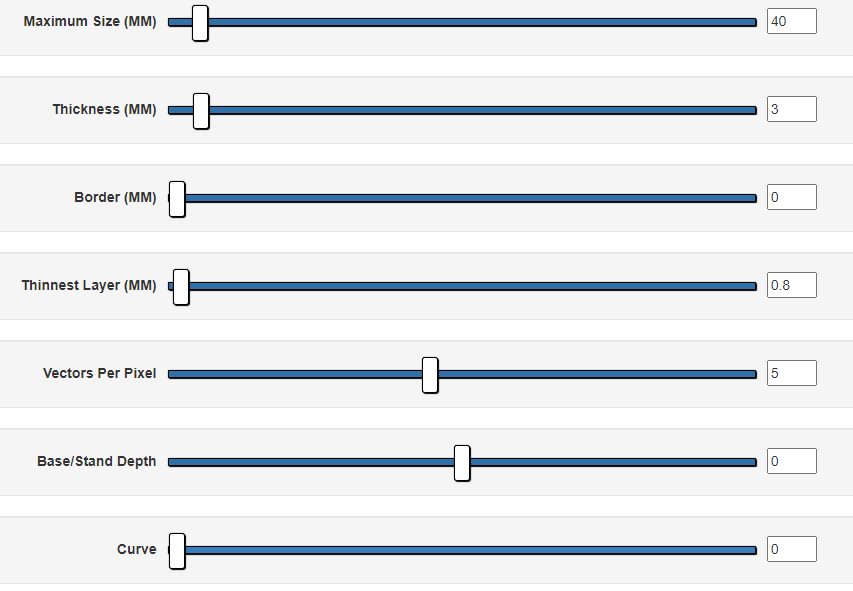 Maximum Size (MM) 40
Thickness (MM) 3
Border (MM) 0
Thinnest Layer (MM) 0.8
Vectors Per Pixel 5
Base/Stand Depth 0
Curve 0